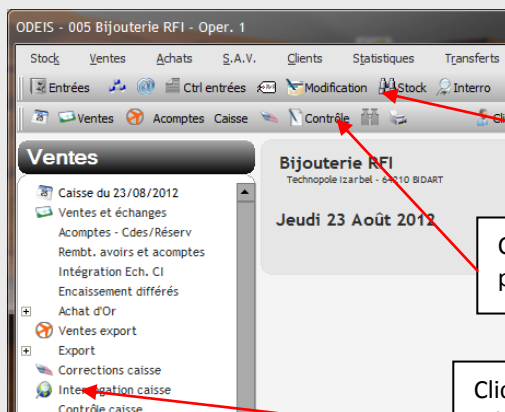 ODEIS - 005 Bijouterie RFI - Oper. 1
Stock Ventes Achats S.A.V. Clients Statistiques Transferts
Entrées Ctrl entrées Modification Stock Interro
Ventes Acomptes Caisse Contrôle Cli
Ventes
Bijouterie RFI
Technopole Izarbel - 64210 BIDART
Jeudi 23 Août 2012
Caisse du 23/08/2012
Ventes et échanges
Acomptes - Cdes/Réserv
Rembt. avoirs et acomptes
Intégration Ech. CI
Encaissement différés
Achat d'Or
Ventes export
Export
Corrections caisse
Interrogation caisse
Contrôle caisse
C
p
Clic